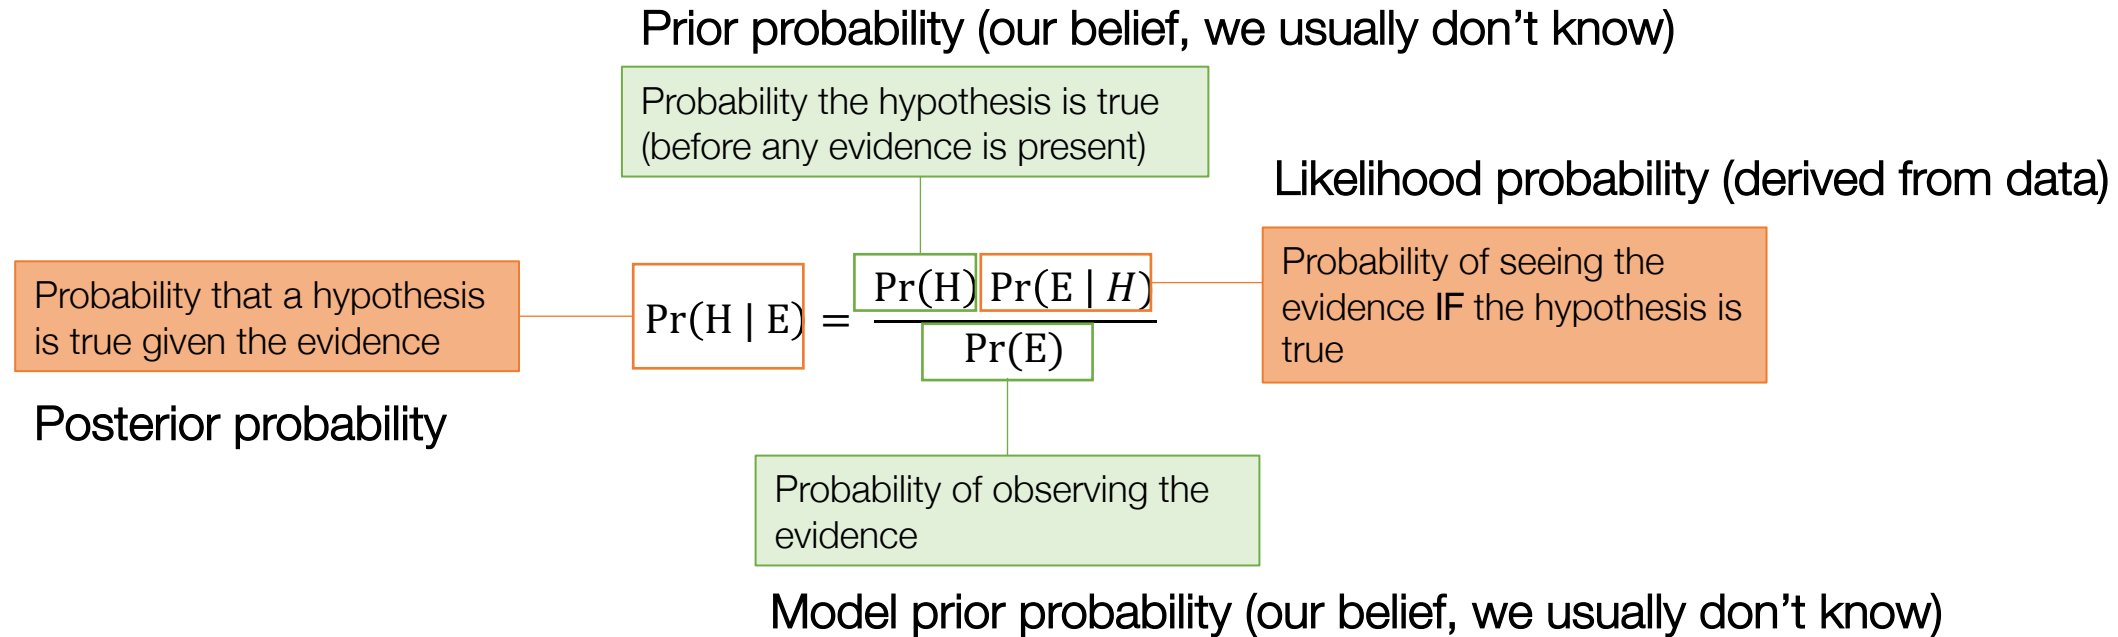 Prior probability (our belief, we usually don’t know)
Probability the hypothesis is true
(before any evidence is present)
Likelihood probability (derived from data)
Probability that a hypothesis
is true given the evidence
Pr(H | E) = Pr(H) Pr(E | H)
Pr(E)
Probability of seeing the
evidence IF the hypothesis is
true
Posterior probability
Probability of observing the
evidence
Model prior probability (our belief, we usually don’t know)